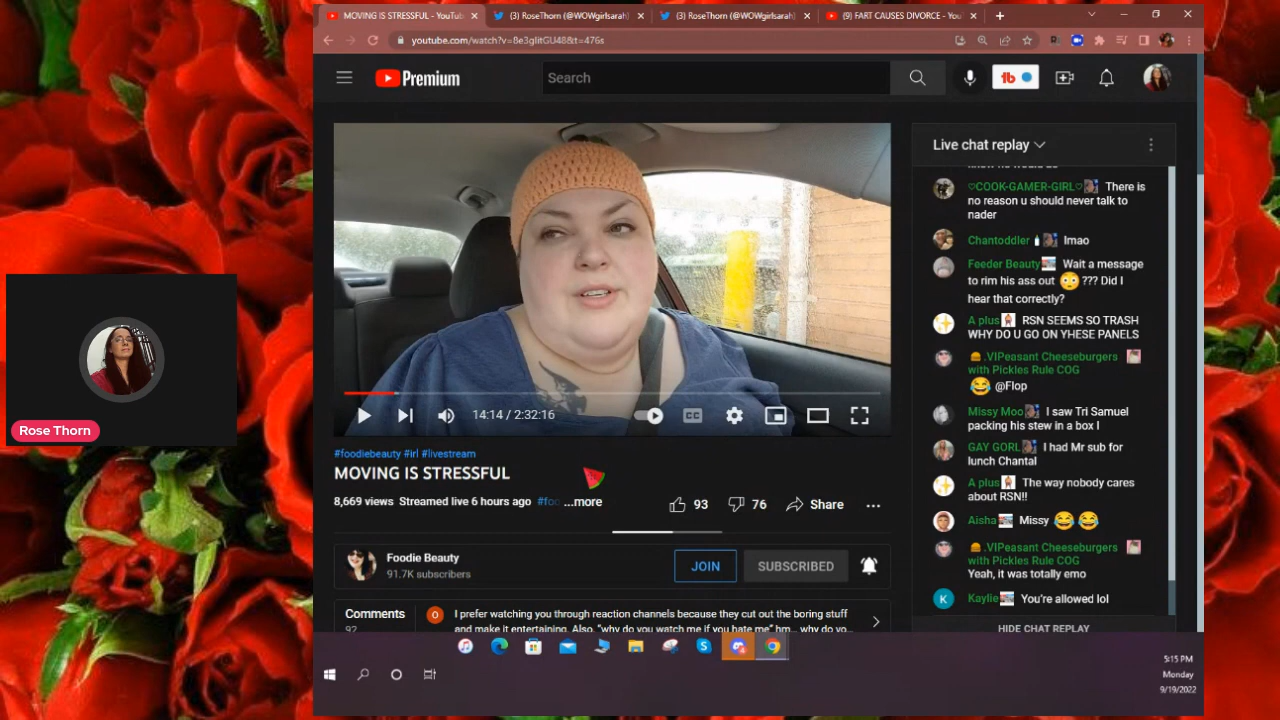 MOVING IS STRESSFUL - YouTub
(3) RoseThorn (@WOWgirlsarah)
(3) RoseThorn (@WOWgirlsarah)
(9) FART CAUSES DIVORCE - You
youtube.com/watch?v=8e3gIitGU48&t=476s
Premium
Search
Live chat replay
♡COOK-GAMER-GIRL♡ There is
no reason u should never talk to
nader
Chantoddler lmao
Feeder Beauty Wait a message
to rim his ass out 😳??? Did I
hear that correctly?
A plus RSN SEEMS SO TRASH
WHY DO U GO ON YHESE PANELS
🍔.VIPeasant Cheeseburgers
with Pickles Rule COG
😂 @Flop
Missy Moo I saw Tri Samuel
packing his stew in a box I
GAY GORL I had Mr sub for
lunch Chantal
A plus The way nobody cares
about RSN!!
Aisha Missy 😂😂
🍔.VIPeasant Cheeseburgers
with Pickles Rule COG
Yeah, it was totally emo
K
Kaylie You're allowed lol
HIDE CHAT REPLAY
14:14 / 2:32:16
CC
#foodiebeauty #irl #livestream
MOVING IS STRESSFUL
8,669 views Streamed live 6 hours ago #foo ...more
93
76
Share
Foodie Beauty
91.7K subscribers
JOIN
SUBSCRIBED
Comments
92
I prefer watching you through reaction channels because they cut out the boring stuff
and make it entertaining. Also, "why do you watch me if you hate me" hm... why do yo...
Rose Thorn
5:15 PM
Monday
9/19/2022